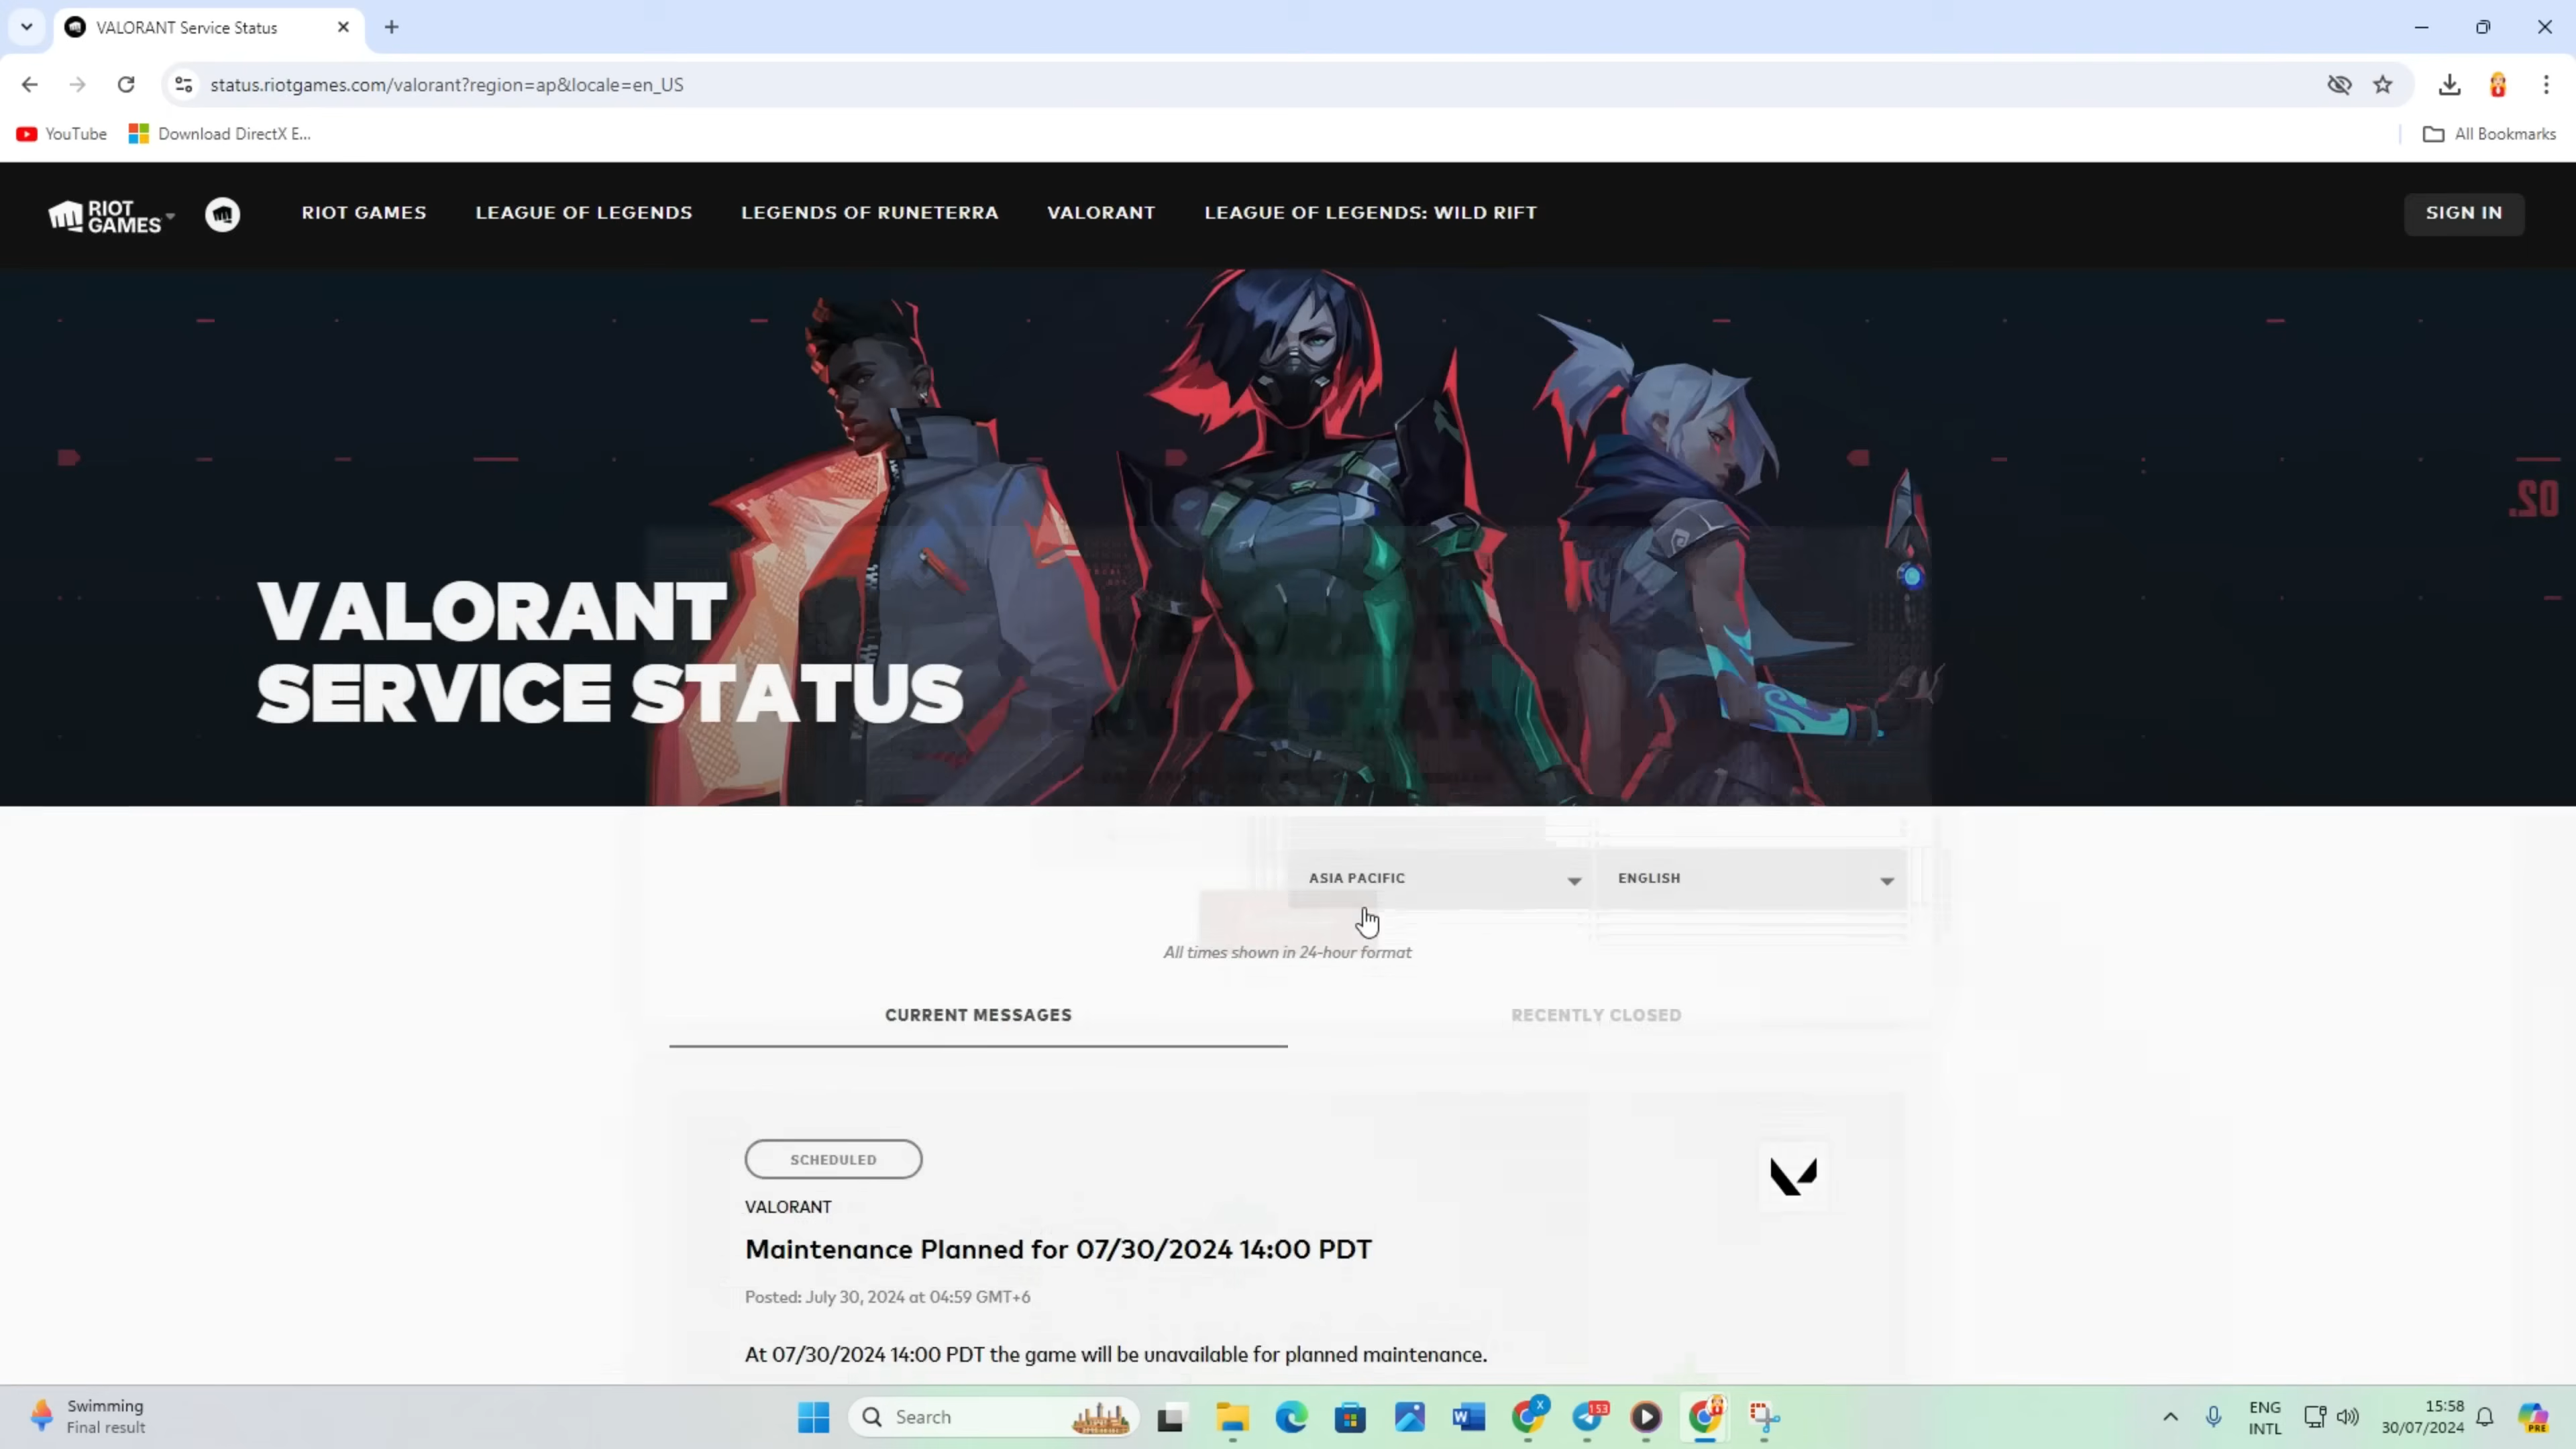 VALORANT Service Status
status.riotgames.com/valorant?region=ap&locale=en_US
YouTube
Download DirectX E...
All Bookmarks
RIOT GAMES
RIOT GAMES
LEAGUE OF LEGENDS
LEGENDS OF RUNETERRA
VALORANT
LEAGUE OF LEGENDS: WILD RIFT
SIGN IN
02.
VALORANT
SERVICE STATUS
ASIA PACIFIC
ENGLISH
All times shown in 24-hour format
CURRENT MESSAGES
RECENTLY CLOSED
SCHEDULED
VALORANT
Maintenance Planned for 07/30/2024 14:00 PDT
Posted: July 30, 2024 at 04:59 GMT+6
At 07/30/2024 14:00 PDT the game will be unavailable for planned maintenance.
Swimming
Final result
Search
X
153
ENG
INTL
15:58
30/07/2024
PRE